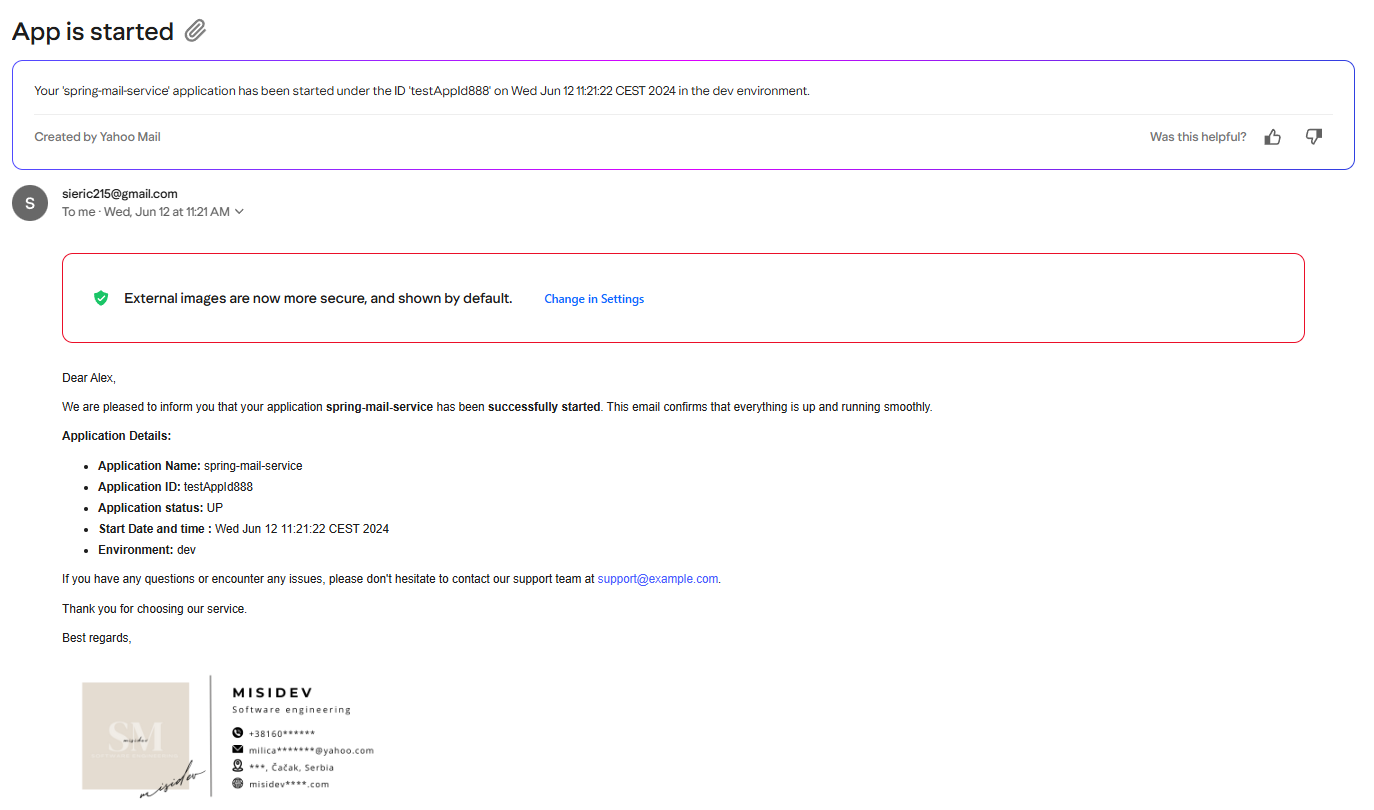 App is started
Your 'spring-mail-service' application has been started under the ID 'testAppId888' on Wed Jun 12 11:21:22 CEST 2024 in the dev environment.
Created by Yahoo Mail
Was this helpful?
S
sieric215@gmail.com
To me · Wed, Jun 12 at 11:21 AM
External images are now more secure, and shown by default. Change in Settings
Dear Alex,
We are pleased to inform you that your application spring-mail-service has been successfully started. This email confirms that everything is up and running smoothly.
Application Details:
• Application Name: spring-mail-service
• Application ID: testAppId888
• Application status: UP
• Start Date and time : Wed Jun 12 11:21:22 CEST 2024
• Environment: dev
If you have any questions or encounter any issues, please don't hesitate to contact our support team at support@example.com.
Thank you for choosing our service.
Best regards,
SM
misidev
misidev
MISIDEV
Software engineering
+38160******
milica*******@yahoo.com
***, Čačak, Serbia
misidev****.com